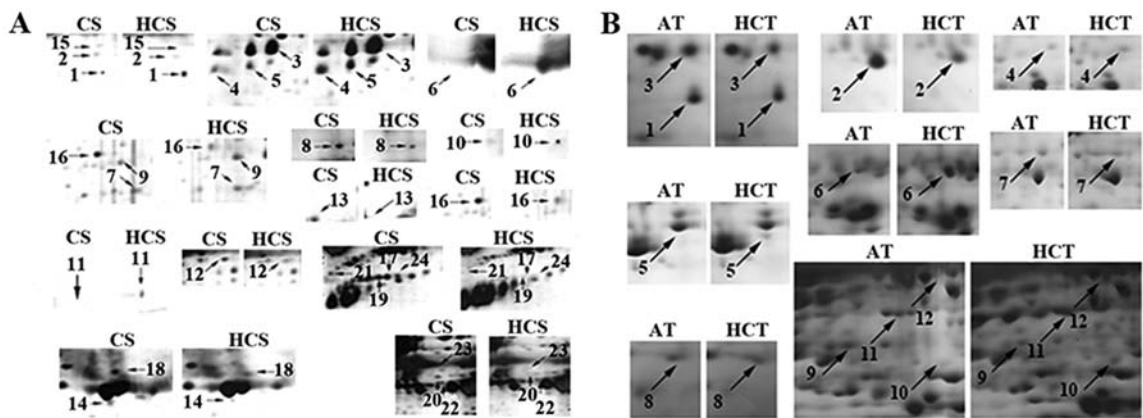 A
CS HCS CS HCS CS HCS
15 15
2 2
1 1
3 3
4 5 4 5
6 6
CS HCS CS HCS CS HCS
8 8 10 10
16 16
7 9 7 9
CS HCS CS HCS
13 13 16 16
CS HCS CS HCS CS HCS
11 11
12 12
17 24 17 24
21 21
19 19
CS HCS CS HCS
18 18
14 14
23 23
20 20
22 22
B
AT HCT AT HCT AT HCT
3 3
1 1
2 2
4 4
AT HCT AT HCT
6 6
7 7
AT HCT
5 5
AT HCT
12 12
11 11
9 9
10 10
AT HCT
8 8